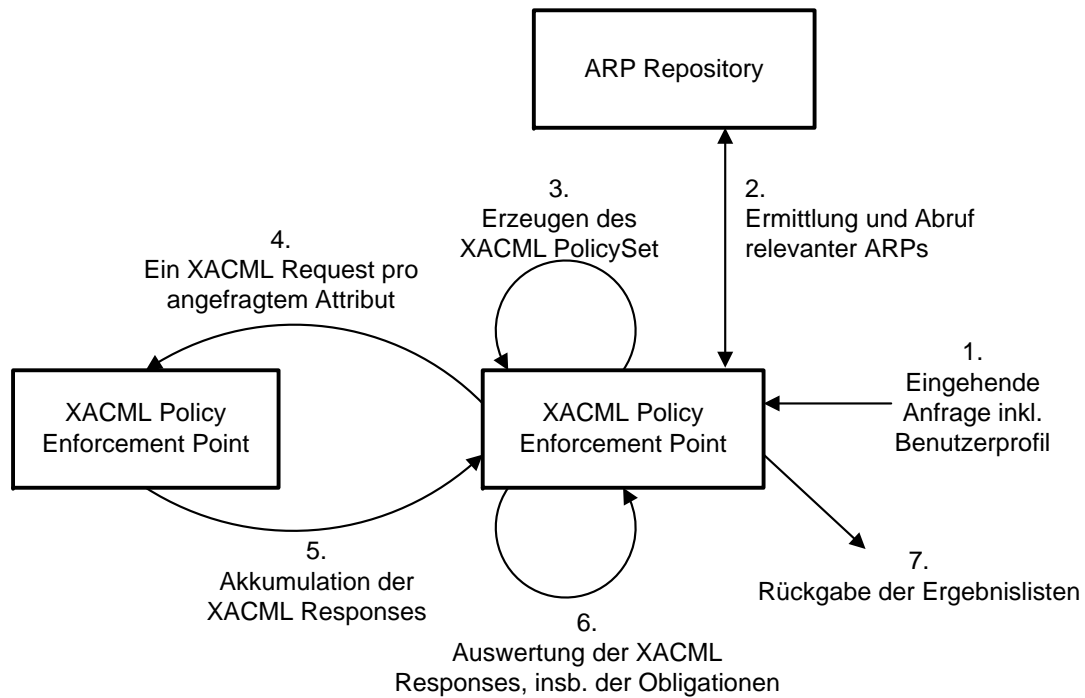 ARP Repository
3.
Erzeugen des
XACML PolicySet
2.
Ermittlung und Abruf
relevanter ARPs
4.
Ein XACML Request pro
angefragtem Attribut
1.
Eingehende
Anfrage inkl.
Benutzerprofil
XACML Policy
Enforcement Point
XACML Policy
Enforcement Point
5.
Akkumulation der
XACML Responses
7.
Rückgabe der Ergebnislisten
6.
Auswertung der XACML
Responses, insb. der Obligationen